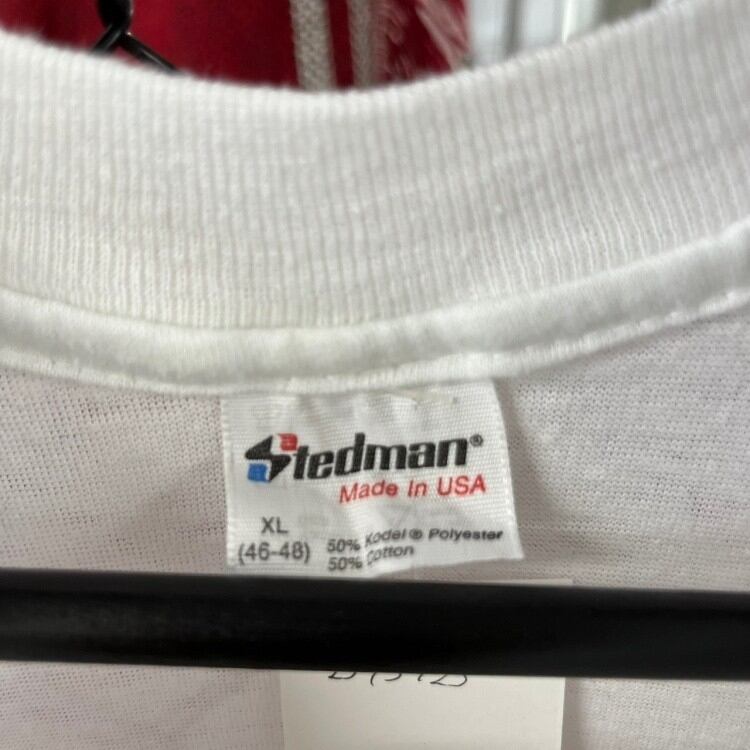 Stedman®
Made In USA
XL
(46-48)
50% Kodel® Polyester
50% Cotton